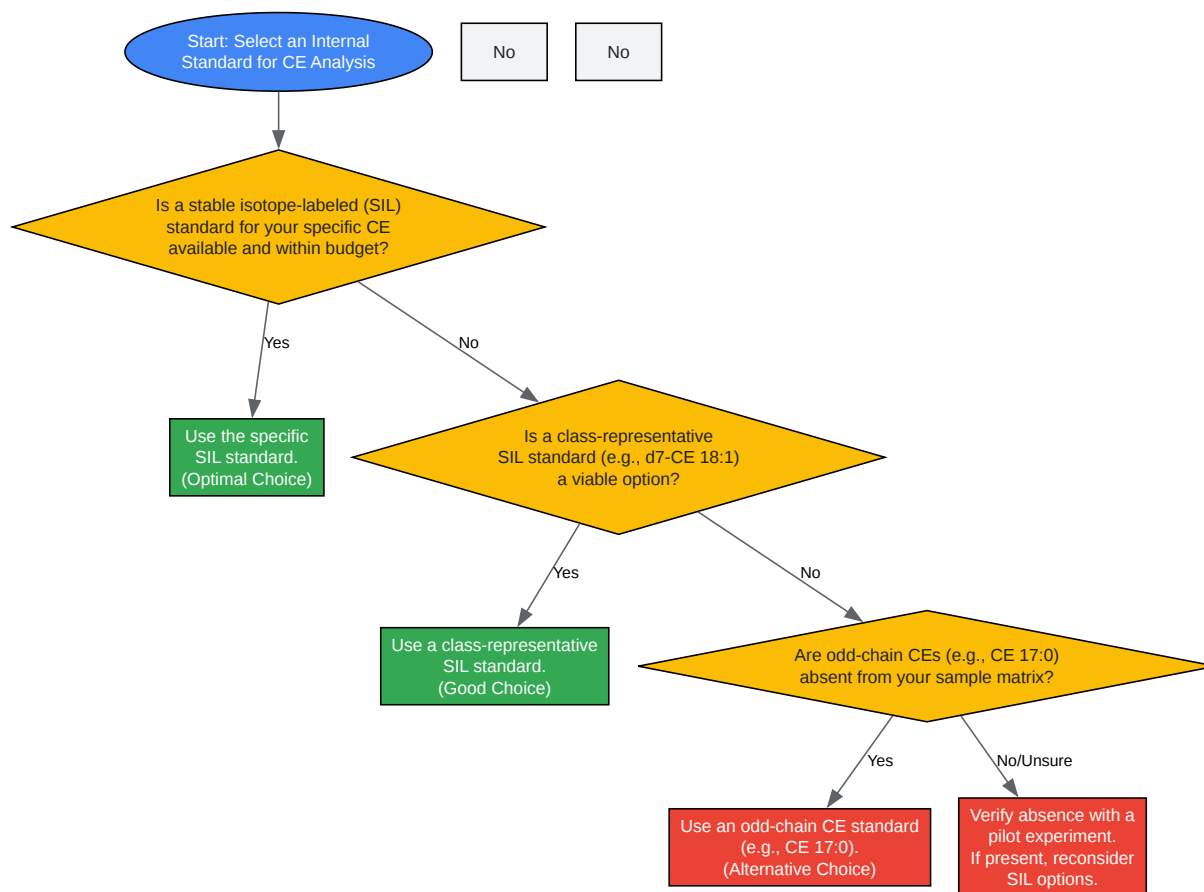 Start: Select an Internal
Standard for CE Analysis
No
No
Is a stable isotope-labeled (SIL)
standard for your specific CE
available and within budget?
Yes
No
Use the specific
SIL standard.
(Optimal Choice)
Is a class-representative
SIL standard (e.g., d7-CE 18:1)
a viable option?
Yes
No
Use a class-representative
SIL standard.
(Good Choice)
Are odd-chain CEs (e.g., CE 17:0)
absent from your sample matrix?
Yes
No/Unsure
Use an odd-chain CE standard
(e.g., CE 17:0).
(Alternative Choice)
Verify absence with a
pilot experiment.
If present, reconsider
SIL options.